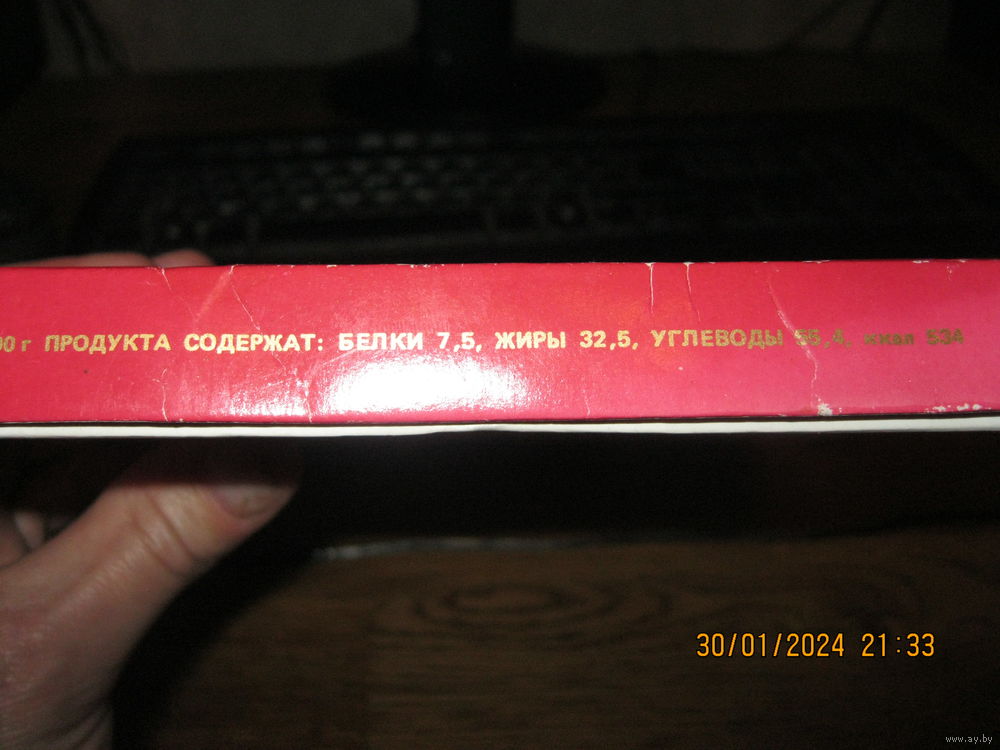 00 г ПРОДУКТА СОДЕРЖАТ: БЕЛКИ 7,5, ЖИРЫ 32,5, УГЛЕВОДЫ 55,4, ккал 534
30/01/2024 21:33
www.ay.by